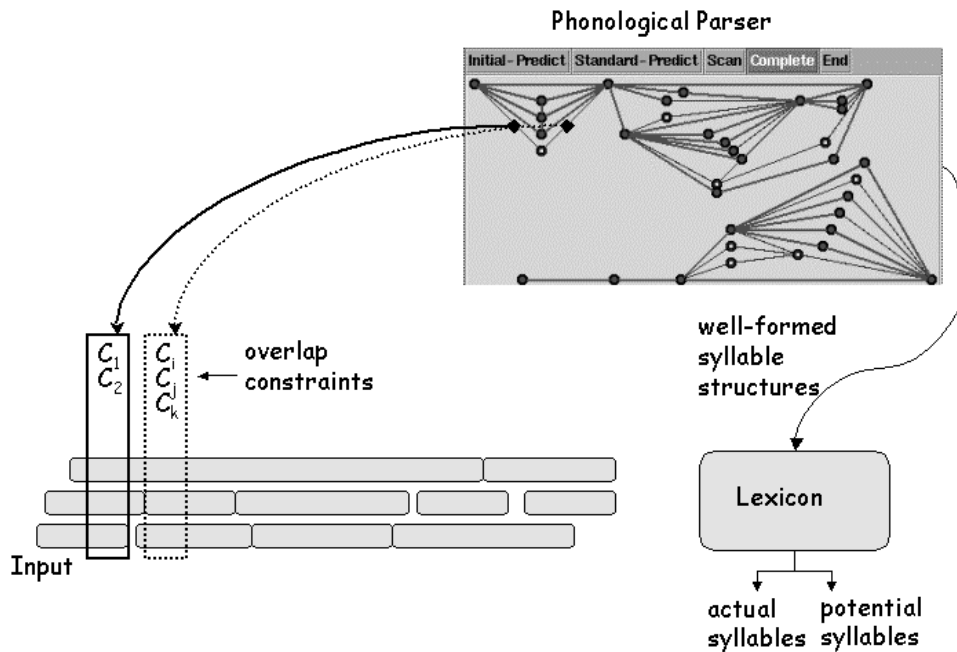 Phonological Parser
Initial-Predict Standard-Predict Scan Complete End
well-formed
syllable
structures
C₁
C₂
Cᵢ
Cⱼ
Cₖ
overlap
constraints
Input
Lexicon
actual
syllables
potential
syllables